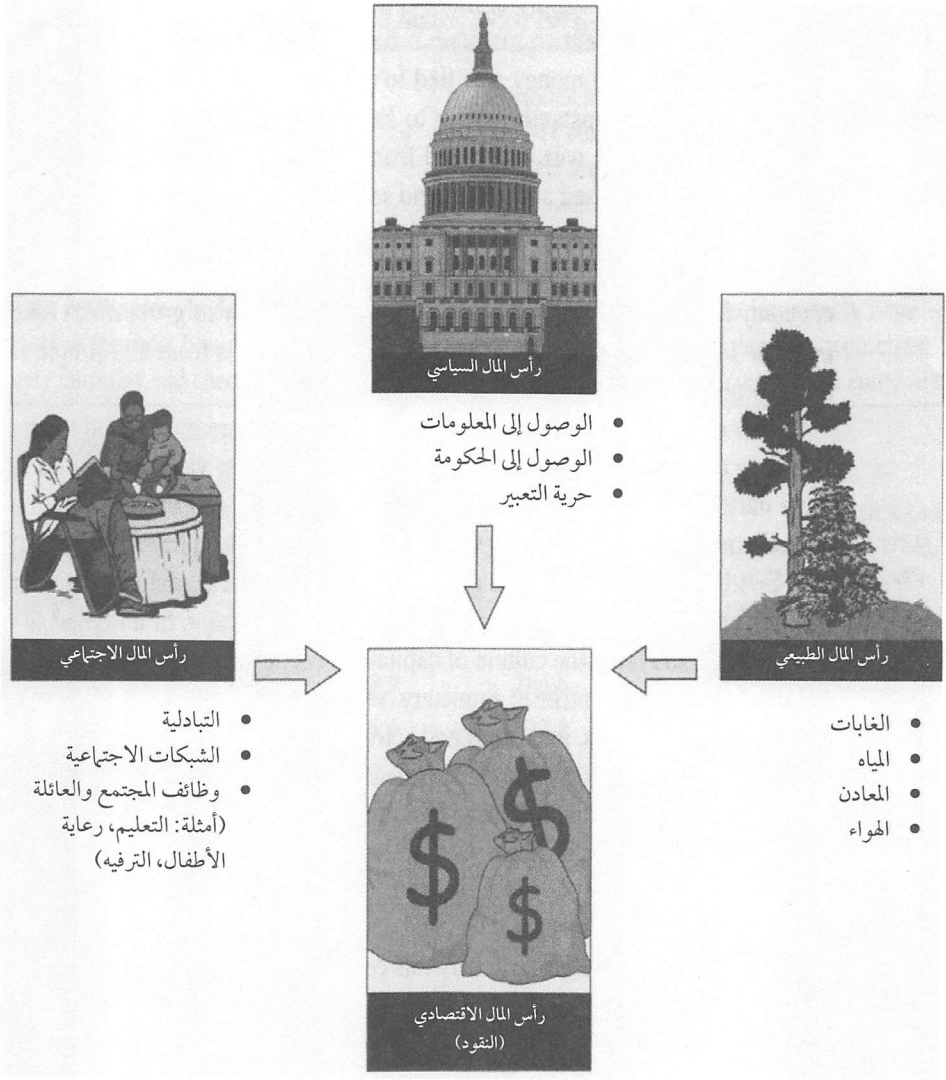 رأس المال السياسي
• الوصول إلى المعلومات
• الوصول إلى الحكومة
• حرية التعبير
رأس المال الطبيعي
• الغابات
• المياه
• المعادن
• الهواء
رأس المال الاجتماعي
• التبادلية
• الشبكات الاجتماعية
• وظائف المجتمع والعائلة
(أمثلة: التعليم، رعاية
الأطفال، الترفيه)
$
$
$
رأس المال الاقتصادي
(النقود)